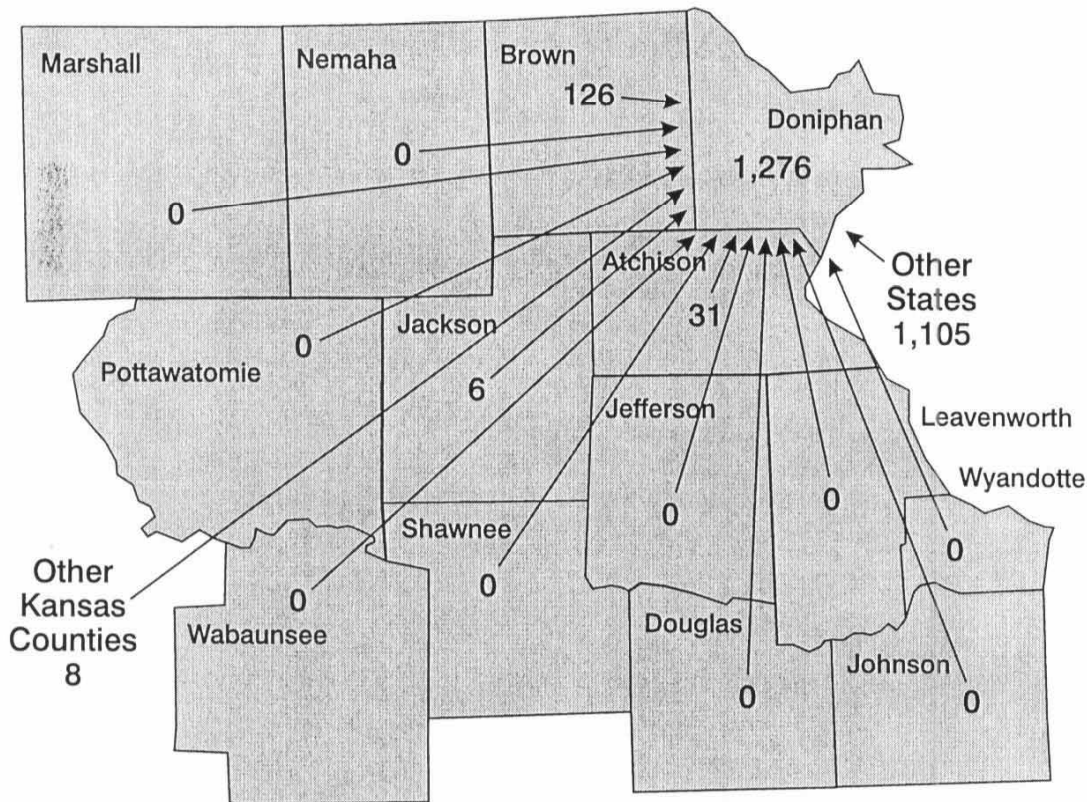 Marshall
Nemaha
Brown
126
Doniphan
0
1,276
0
Atchison
Other
States
1,105
31
Jackson
0
Pottawatomie
6
Jefferson
Leavenworth
Wyandotte
0
0
Shawnee
0
Other
Kansas
Counties
8
0
0
Wabaunsee
Douglas
Johnson
0
0